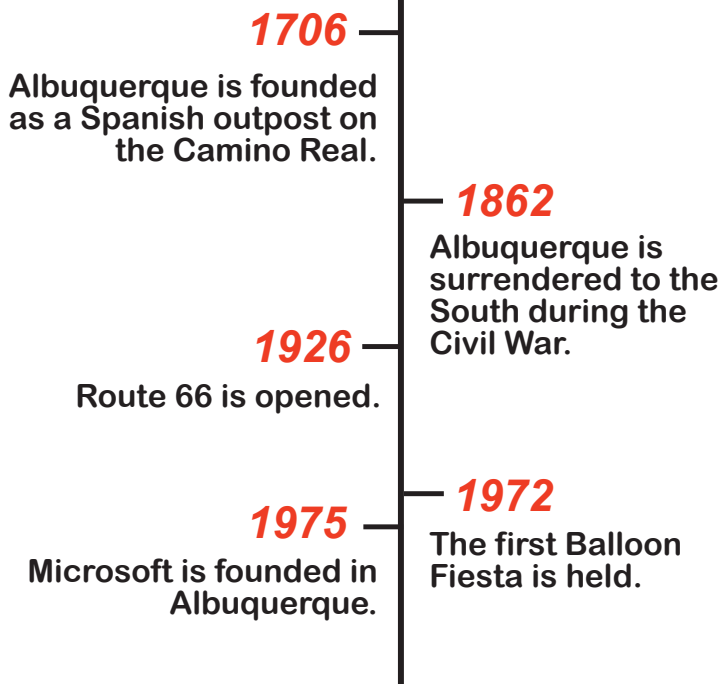 1706
Albuquerque is founded
as a Spanish outpost on
the Camino Real.
1862
Albuquerque is
surrendered to the
South during the
Civil War.
1926
Route 66 is opened.
1972
The first Balloon
Fiesta is held.
1975
Microsoft is founded in
Albuquerque.